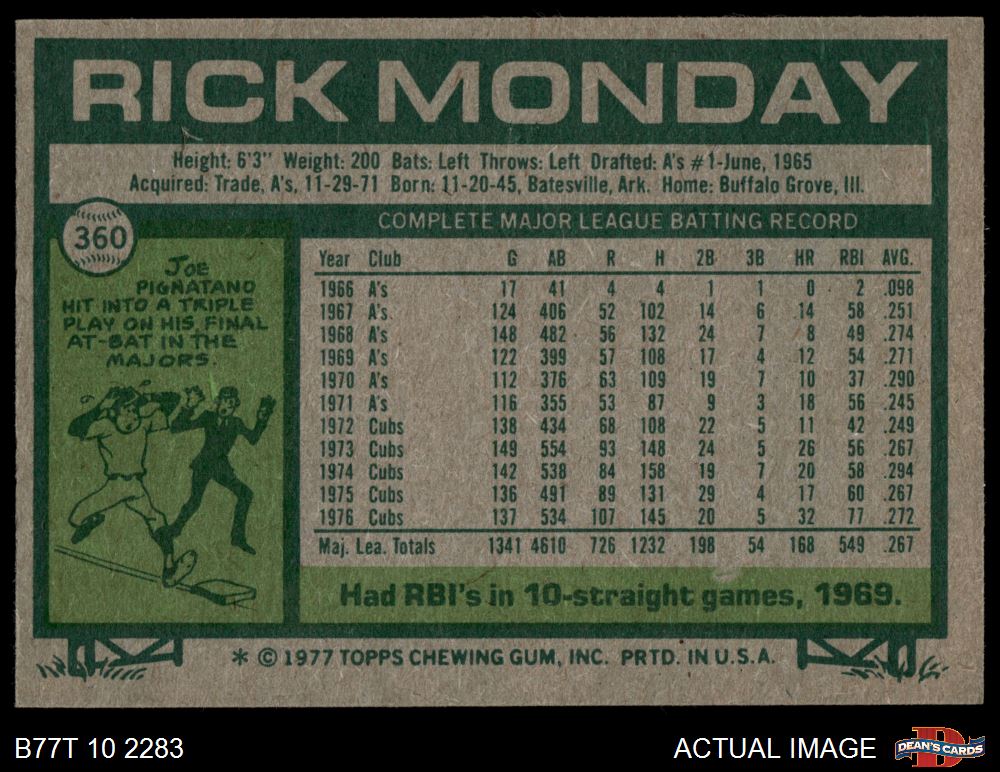 RICK MONDAY
Height: 6'3" Weight: 200 Bats: Left Throws: Left Drafted: A's #1-June, 1965
Acquired: Trade, A's, 11-29-71 Born: 11-20-45, Batesville, Ark. Home: Buffalo Grove, Ill.
360
JOE
PIGNATANO
HIT INTO A TRIPLE
PLAY ON HIS FINAL
AT-BAT IN THE
MAJORS.
COMPLETE MAJOR LEAGUE BATTING RECORD
Year Club G AB R H 2B 3B HR RBI AVG.
1966 A's 17 41 4 4 1 1 0 2 .098
1967 A's 124 406 52 102 14 6 14 58 .251
1968 A's 148 482 56 132 24 7 8 49 .274
1969 A's 122 399 57 108 17 4 12 54 .271
1970 A's 112 376 63 109 19 7 10 37 .290
1971 A's 116 355 53 87 9 3 18 56 .245
1972 Cubs 138 434 68 108 22 5 11 42 .249
1973 Cubs 149 554 93 148 24 5 26 56 .267
1974 Cubs 142 538 84 158 19 7 20 58 .294
1975 Cubs 136 491 89 131 29 4 17 60 .267
1976 Cubs 137 534 107 145 20 5 32 77 .272
Maj. Lea. Totals 1341 4610 726 1232 198 54 168 549 .267
Had RBI's in 10-straight games, 1969.
* © 1977 TOPPS CHEWING GUM, INC. PRTD. IN U.S.A.
B77T 10 2283
ACTUAL IMAGE
D
DEAN'S CARDS